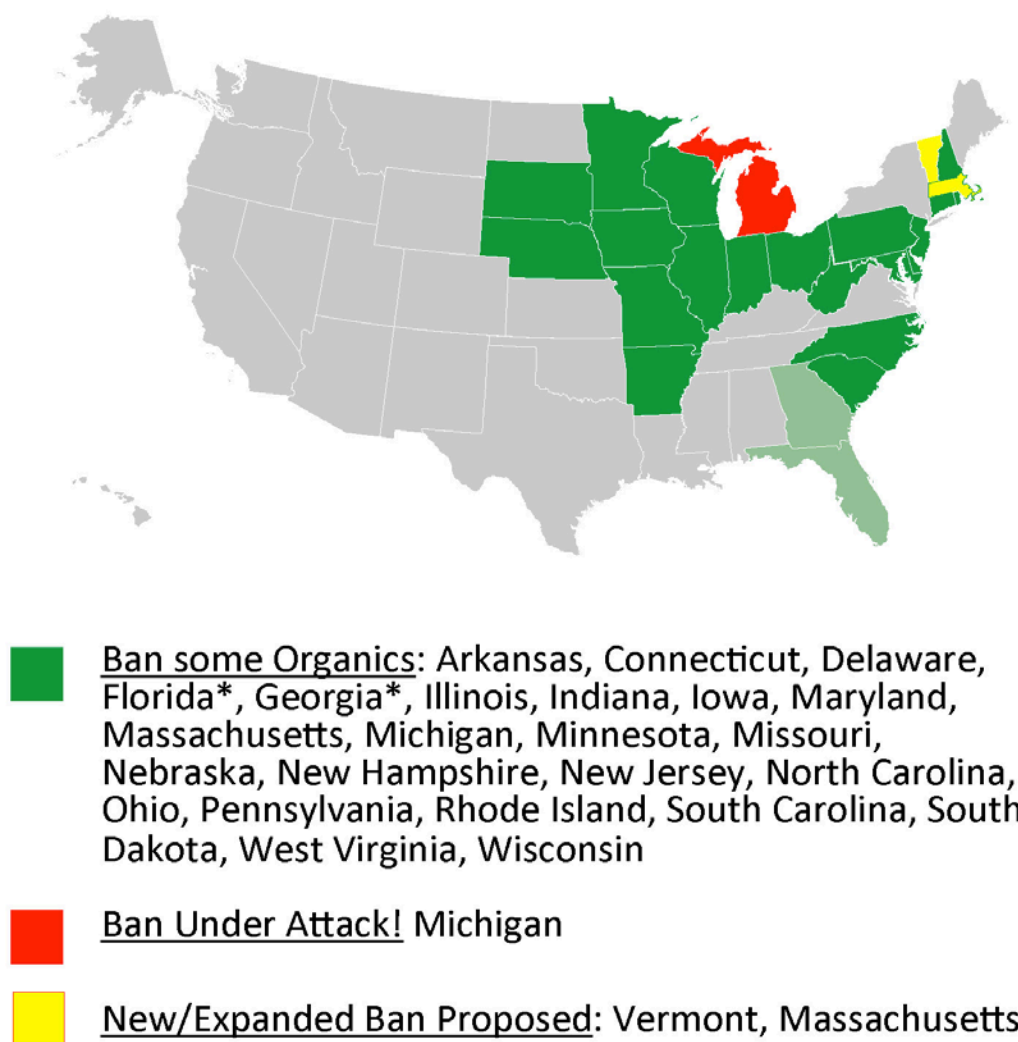 Ban some Organics: Arkansas, Connecticut, Delaware,
Florida*, Georgia*, Illinois, Indiana, Iowa, Maryland,
Massachusetts, Michigan, Minnesota, Missouri,
Nebraska, New Hampshire, New Jersey, North Carolina,
Ohio, Pennsylvania, Rhode Island, South Carolina, South
Dakota, West Virginia, Wisconsin
Ban Under Attack! Michigan
New/Expanded Ban Proposed: Vermont, Massachusetts